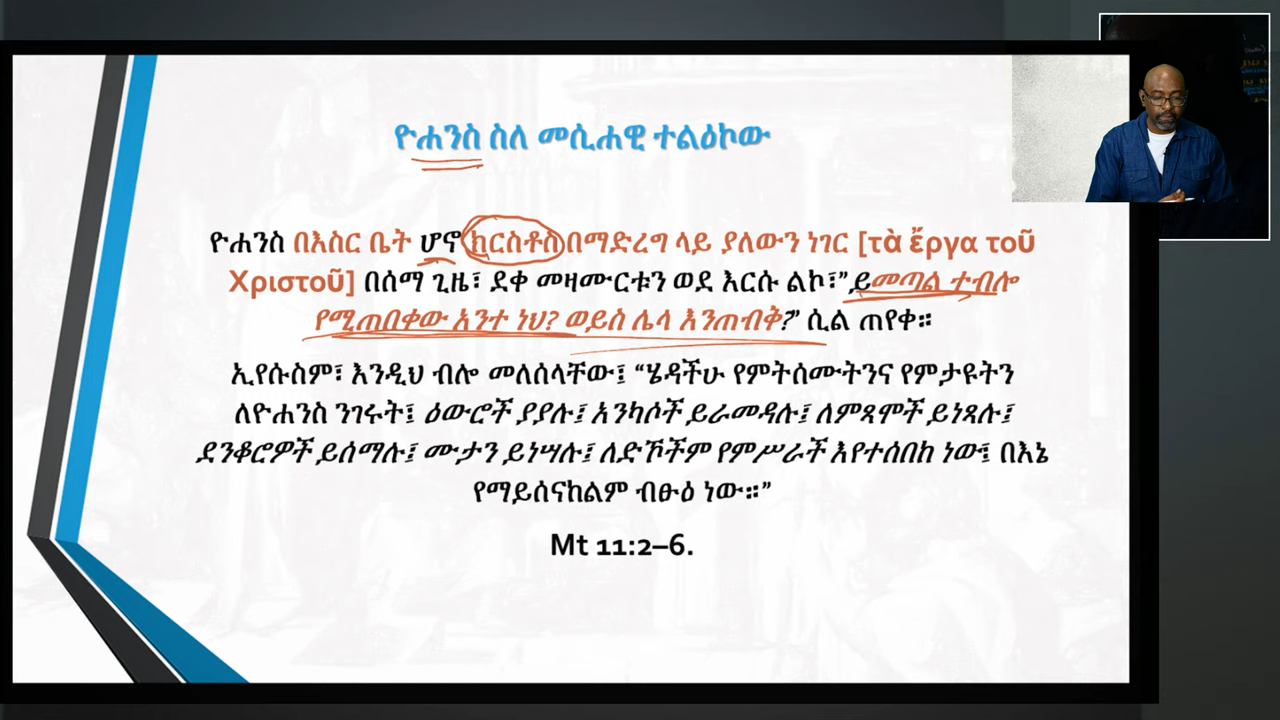 ዮሐንስ ስለ መሲሐዊ ተልዕኮው
ዮሐንስ በእስር ቤት ሆኖ ክርስቶስ በማድረግ ላይ ያለውን ነገር [τὰ ἔργα τοῦ
Χριστοῦ] በሰማ ጊዜ፣ ደቀ መዛሙርቱን ወደ እርሱ ልኮ፣”ይመጣል ተብሎ
የሚጠበቀው አንተ ነህ? ወይስ ሌላ እንጠብቅ?” ሲል ጠየቀ።
ኢየሱስም፣ እንዲህ ብሎ መለሰላቸው፤ “ሄዳችሁ የምትሰሙትንና የምታዩትን
ለዮሐንስ ንገሩት፤ ዕውሮች ያያሉ፤ አንካሶች ይራመዳሉ፤ ለምጻሞች ይነጻሉ፤
ደንቆሮዎች ይሰማሉ፤ ሙታን ይነሣሉ፤ ለድኾችም የምሥራች እየተሰበከ ነው፤ በእኔ
የማይሰናከልም ብፁዕ ነው።”
Mt 11:2–6.